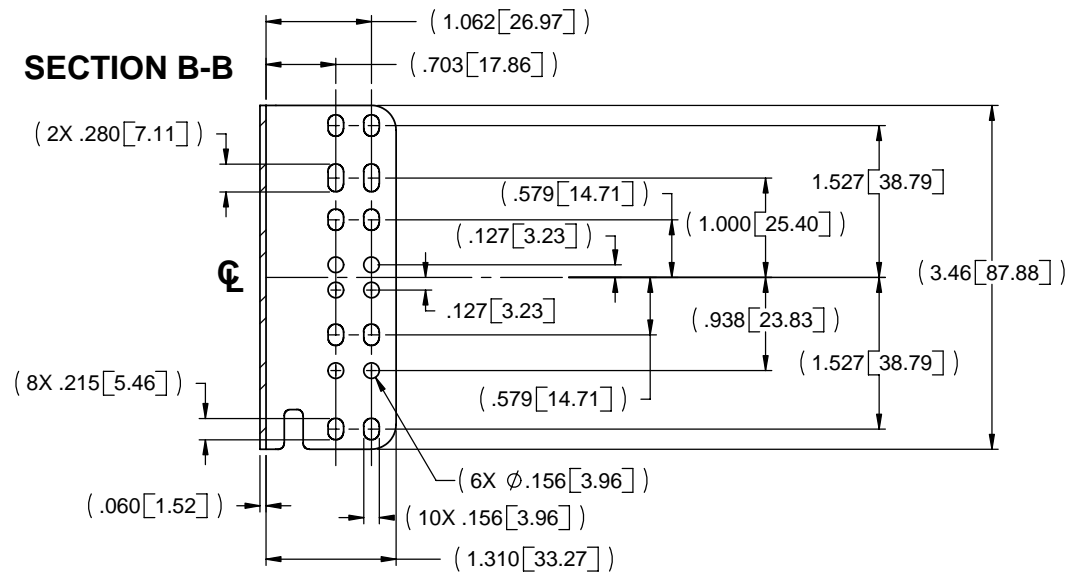 ( 1.062[26.97] )
SECTION B-B
( .703[17.86] )
( 2X .280[7.11] )
( .579[14.71] )
1.527[38.79]
( 1.000[25.40] )
( .127[3.23] )
℄
( 3.46[87.88] )
.127[3.23]
( .938[23.83] )
( 1.527[38.79] )
( 8X .215[5.46] )
( .579[14.71] )
( 6X ∅.156[3.96] )
( .060[1.52] )
( 10X .156[3.96] )
( 1.310[33.27] )